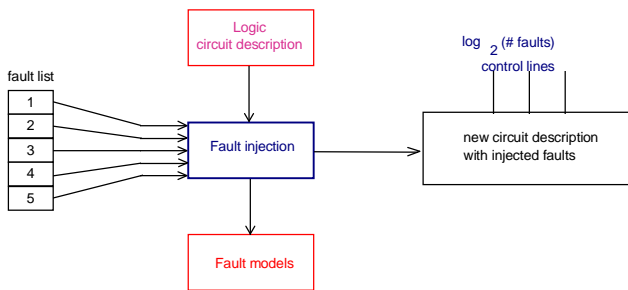 Logic
circuit description
log 2 (# faults)
control lines
fault list
1
2
3
4
5
Fault injection
new circuit description
with injected faults
Fault models